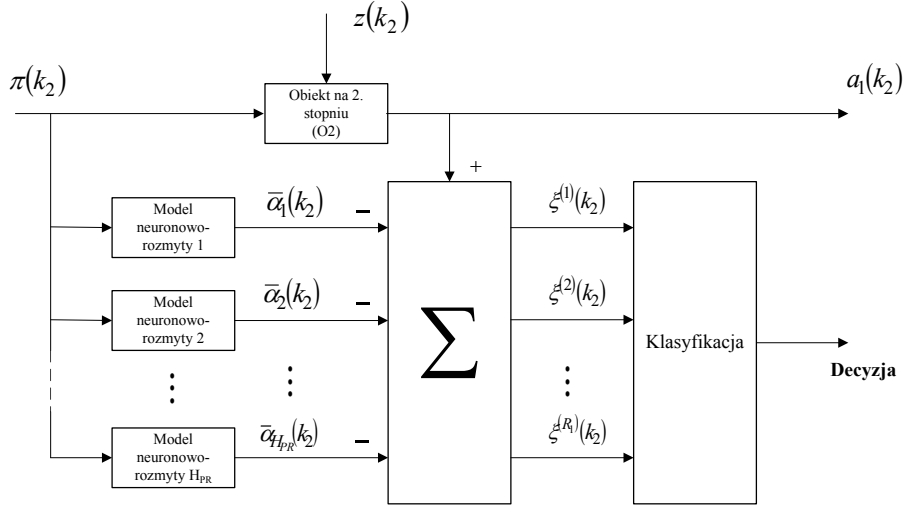 z(k₂)
π(k₂)
a₁(k₂)
Obiekt na 2.
stopniu
(O2)
+
Model
neuronowo-
rozmyty 1
ᾱ₁(k₂)
–
ξ⁽¹⁾(k₂)
Model
neuronowo-
rozmyty 2
ᾱ₂(k₂)
–
ξ⁽²⁾(k₂)
∑
Klasyfikacja
Decyzja
⋮ ⋮ ⋮
Model
neuronowo-
rozmyty H_PR
ᾱ_{H_PR}(k₂)
–
ξ^(R₁)(k₂)